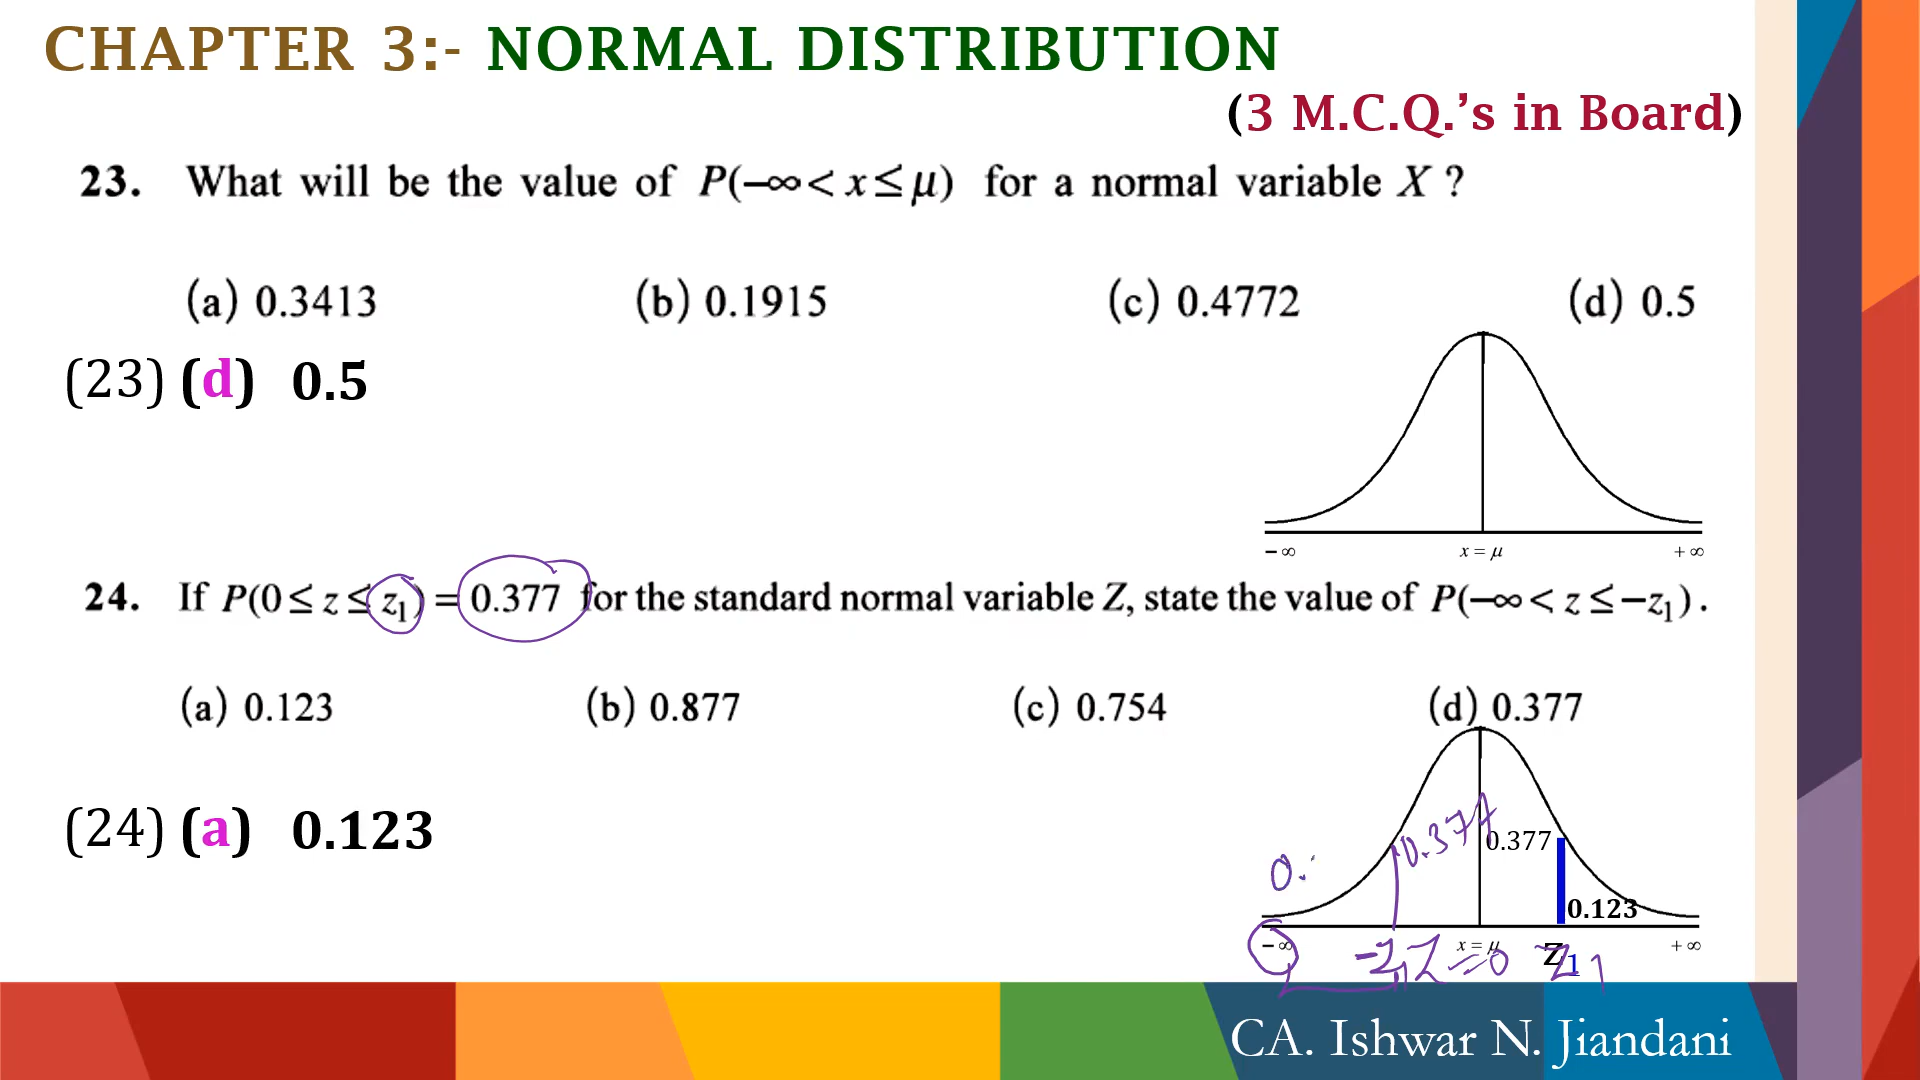 CHAPTER 3:- NORMAL DISTRIBUTION
(3 M.C.Q.’s in Board)
23. What will be the value of P(−∞ < x ≤ μ) for a normal variable X ?
(a) 0.3413 (b) 0.1915 (c) 0.4772 (d) 0.5
(23) (d) 0.5
− ∞ x = μ + ∞
24. If P(0 ≤ z ≤ z₁) = 0.377 for the standard normal variable Z, state the value of P(−∞ < z ≤ −z₁).
(a) 0.123 (b) 0.877 (c) 0.754 (d) 0.377
(24) (a) 0.123
0.377 0.377
0.
0.123
− ∞ x = μ + ∞
-Z₁ Z=0 Z₁
CA. Ishwar N. Jiandani